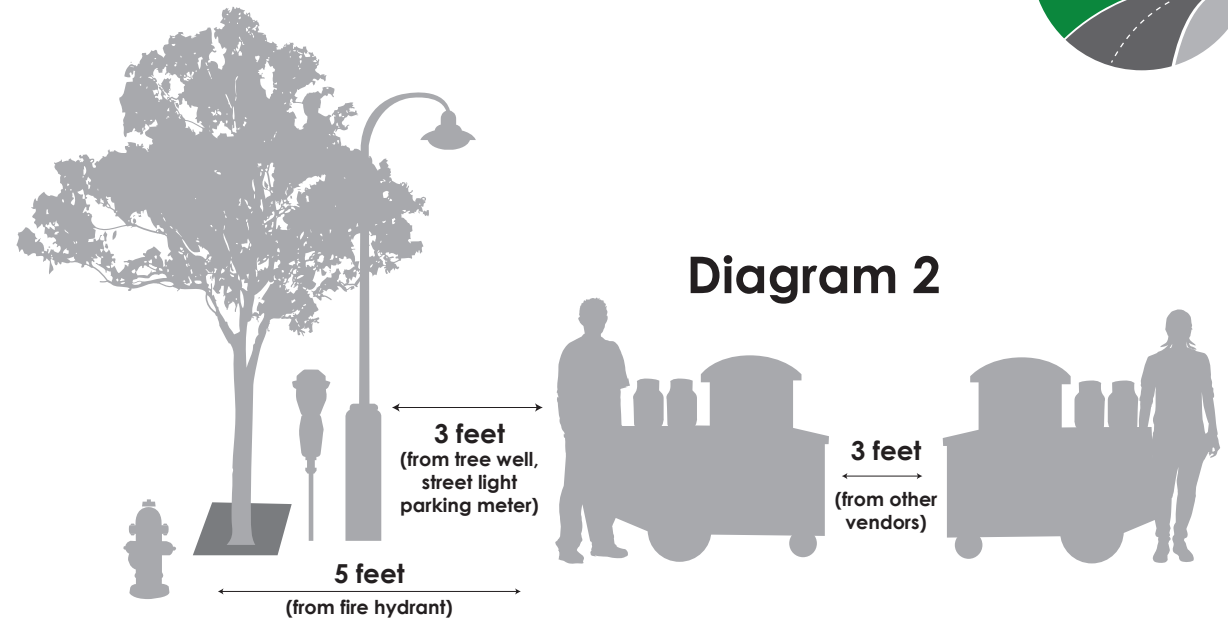 Diagram 2
3 feet
(from tree well,
street light
parking meter)
3 feet
(from other
vendors)
5 feet
(from fire hydrant)